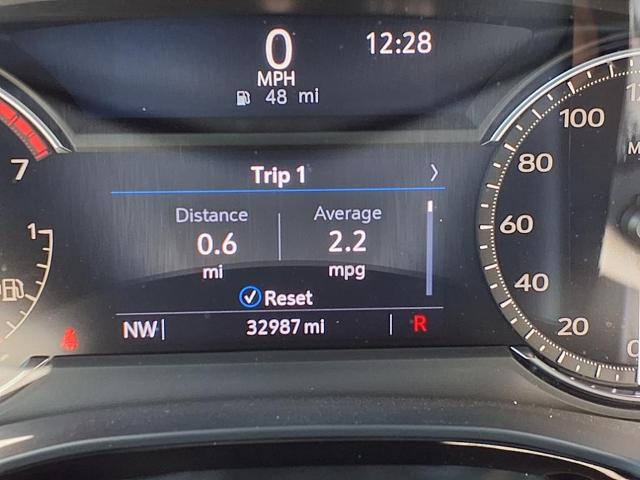 0
12:28
MPH
48 mi
Trip 1
Distance
Average
0.6
2.2
mi
mpg
Reset
NW
32987 mi
R
7
1
100
80
60
40
20
0